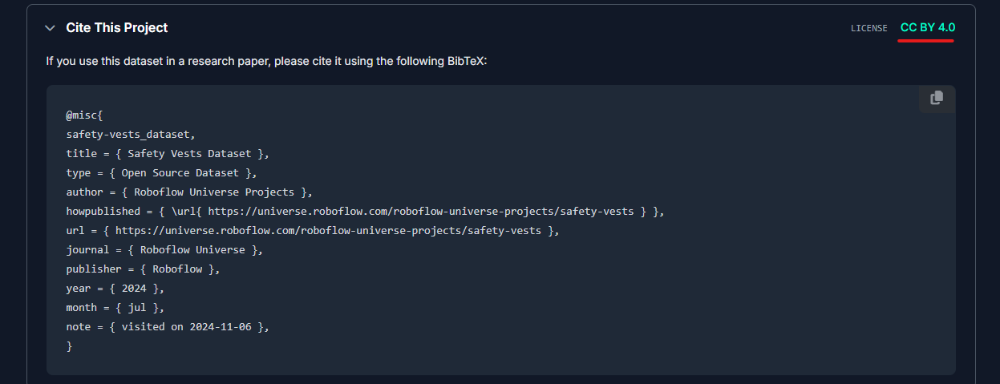 Cite This Project
LICENSE CC BY 4.0
If you use this dataset in a research paper, please cite it using the following BibTeX:
@misc{
safety-vests_dataset,
title = { Safety Vests Dataset },
type = { Open Source Dataset },
author = { Roboflow Universe Projects },
howpublished = { \url{ https://universe.roboflow.com/roboflow-universe-projects/safety-vests } },
url = { https://universe.roboflow.com/roboflow-universe-projects/safety-vests },
journal = { Roboflow Universe },
publisher = { Roboflow },
year = { 2024 },
month = { jul },
note = { visited on 2024-11-06 },
}